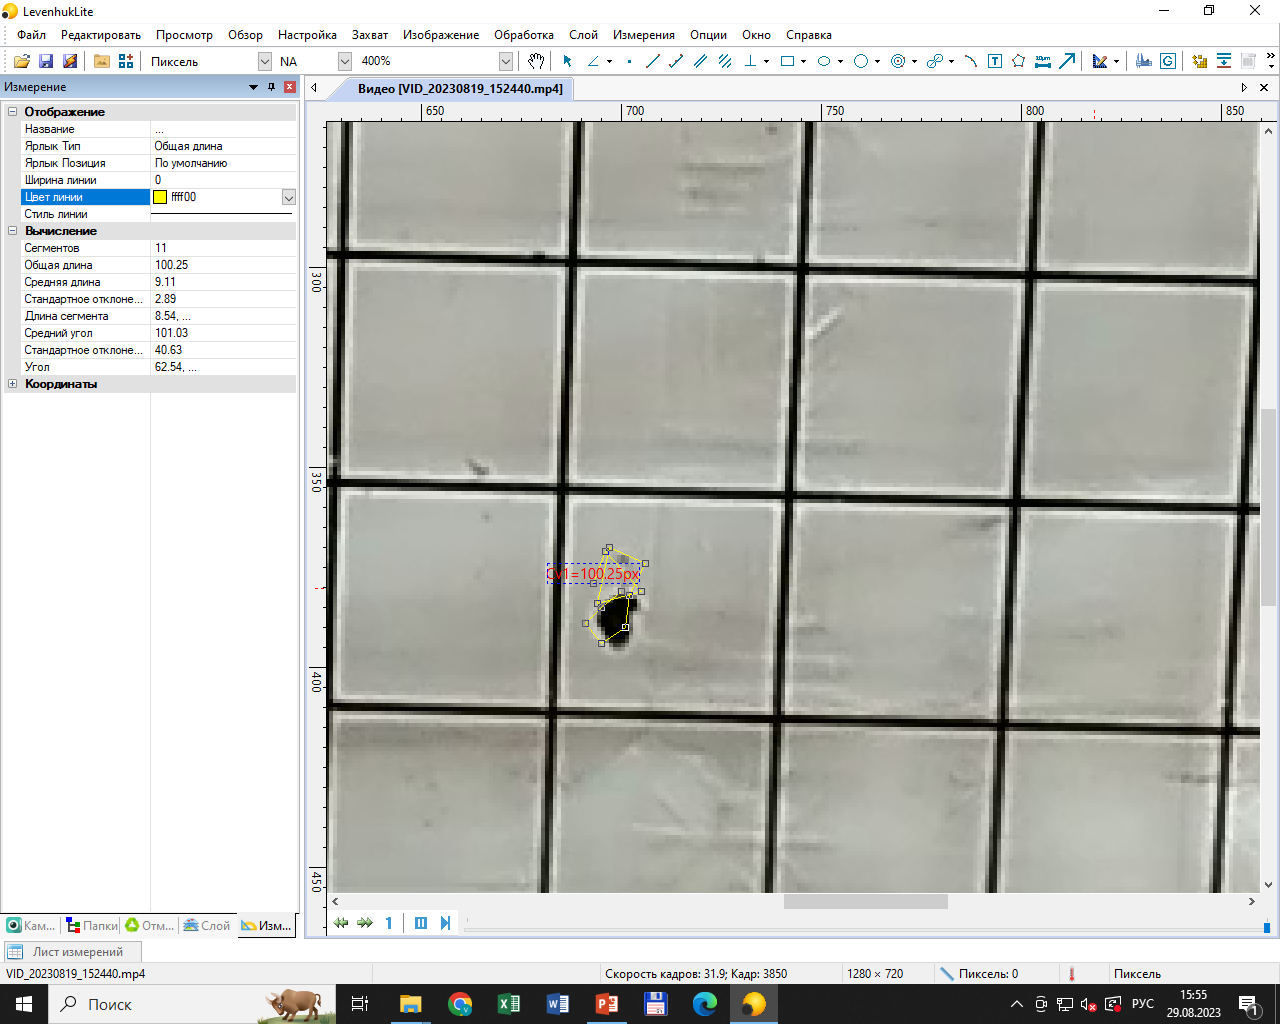 LevenhukLite
Файл Редактировать Просмотр Обзор Настройка Захват Изображение Обработка Слой Измерения Опции Окно Справка
Пиксель NA 400%
Измерение
Видео [VID_20230819_152440.mp4]
Отображение
Название ...
Ярлык Тип Общая длина
Ярлык Позиция По умолчанию
Ширина линии 0
Цвет линии ffff00
Стиль линии
Вычисление
Сегментов 11
Общая длина 100.25
Средняя длина 9.11
Стандартное отклоне... 2.89
Длина сегмента 8.54, ...
Средний угол 101.03
Стандартное отклоне... 40.63
Угол 62.54, ...
Координаты
650 700 750 800 850
300
350
400
450
Cv1=100.25px
1
Кам... Папки Отм... Слой Изм...
Лист измерений
VID_20230819_152440.mp4 Скорость кадров: 31.9; Кадр: 3850 1280 × 720 Пиксель: 0 Пиксель
Поиск
РУС
15:55
29.08.2023
1